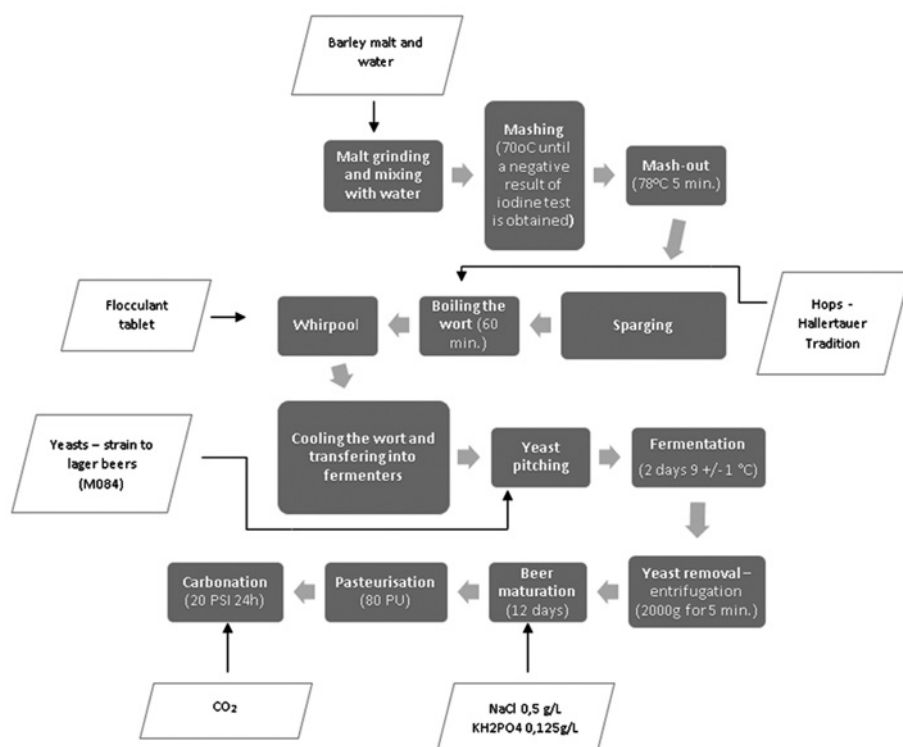 Barley malt and
water
Malt grinding
and mixing
with water
Mashing
(70oC until
a negative
result of
iodine test
is obtained)
Mash-out
(78ºC 5 min.)
Flocculant
tablet
Whirpool
Boiling the
wort (60
min.)
Sparging
Hops -
Hallertauer
Tradition
Yeasts – strain to
lager beers
(M084)
Cooling the wort and
transfering into
fermenters
Yeast
pitching
Fermentation
(2 days 9 +/- 1 °C)
Carbonation
(20 PSI 24h)
Pasteurisation
(80 PU)
Beer
maturation
(12 days)
Yeast removal –
entrifugation
(2000g for 5 min.)
CO₂
NaCl 0,5 g/L
KH2PO4 0,125g/L